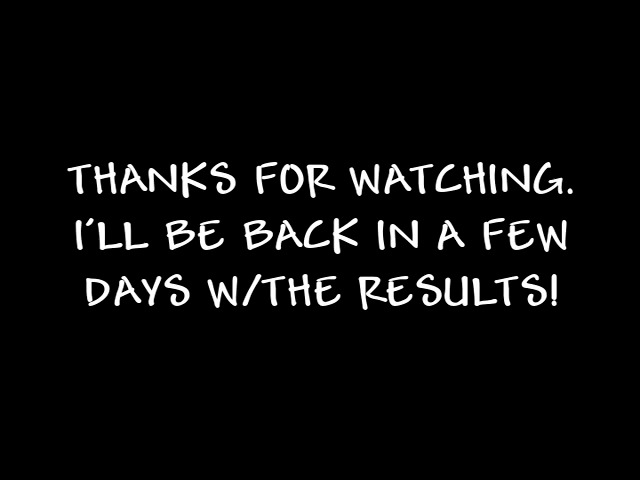 THANKS FOR WATCHING.
I'LL BE BACK IN A FEW
DAYS W/THE RESULTS!